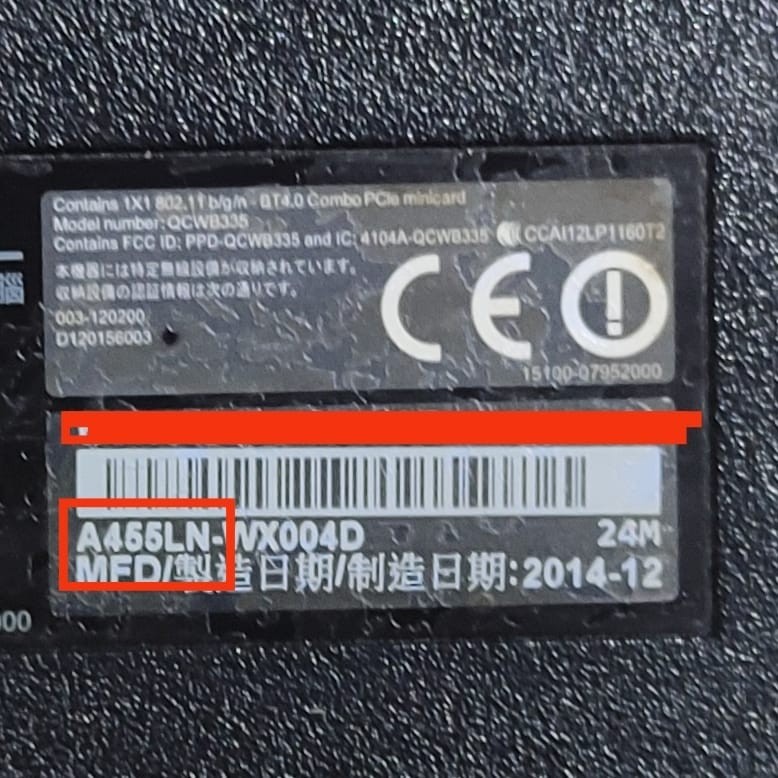 Contains 1X1 802.11 b/g/n - BT4.0 Combo PCIe minicard
Model number: QCWB335
Contains FCC ID: PPD-QCWB335 and IC: 4104A-QCWB335 CCAI12LP1160T2
本機器には特定無線設備が収納されています。
収納設備の認証情報は次の通りです。
003-120200
D120156003
CE
15100-07952000
腦
A455LN-WX004D 24M
MFD/製造日期/制造日期:2014-12
00